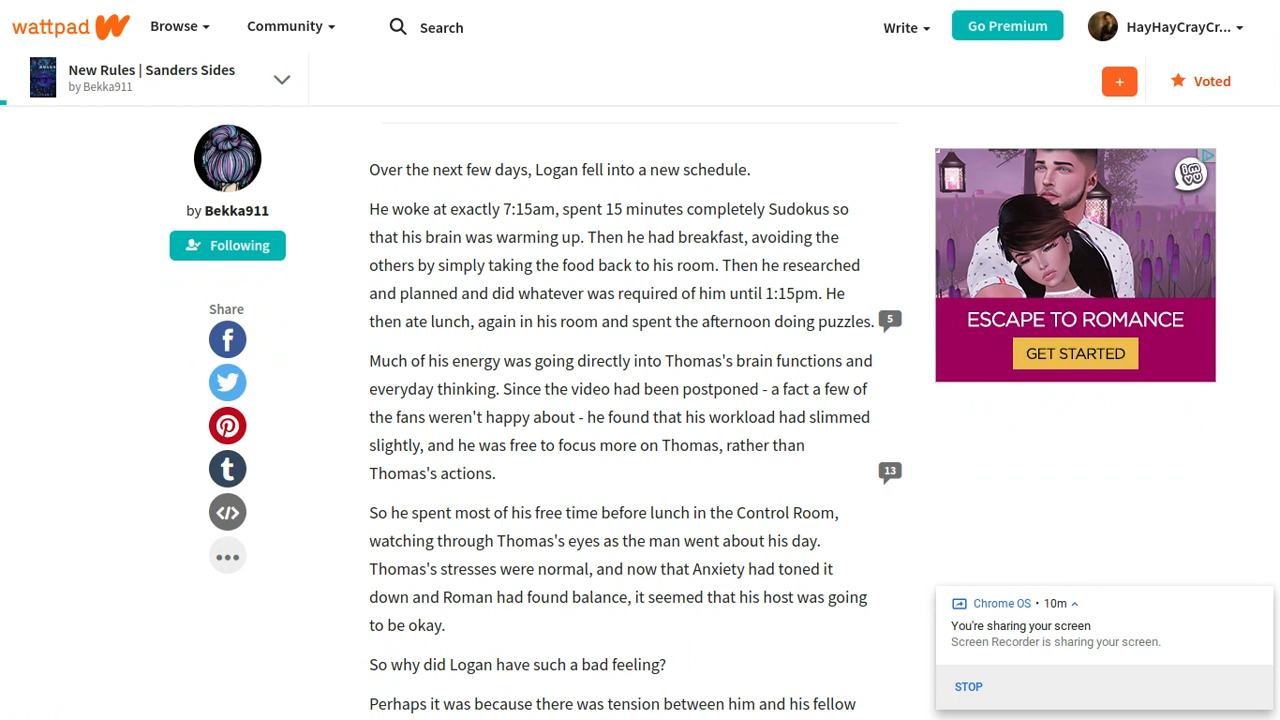 wattpad
Browse
Community
Search
Write
Go Premium
HayHayCrayCr...
New Rules | Sanders Sides
by Bekka911
+
Voted
by Bekka911
Following
Share
Over the next few days, Logan fell into a new schedule.
He woke at exactly 7:15am, spent 15 minutes completely Sudokus so
that his brain was warming up. Then he had breakfast, avoiding the
others by simply taking the food back to his room. Then he researched
and planned and did whatever was required of him until 1:15pm. He
then ate lunch, again in his room and spent the afternoon doing puzzles.
5
Much of his energy was going directly into Thomas's brain functions and
everyday thinking. Since the video had been postponed - a fact a few of
the fans weren't happy about - he found that his workload had slimmed
slightly, and he was free to focus more on Thomas, rather than
Thomas's actions.
13
So he spent most of his free time before lunch in the Control Room,
watching through Thomas's eyes as the man went about his day.
Thomas's stresses were normal, and now that Anxiety had toned it
down and Roman had found balance, it seemed that his host was going
to be okay.
So why did Logan have such a bad feeling?
Perhaps it was because there was tension between him and his fellow
imvu
ESCAPE TO ROMANCE
GET STARTED
Chrome OS • 10m
You're sharing your screen
Screen Recorder is sharing your screen.
STOP